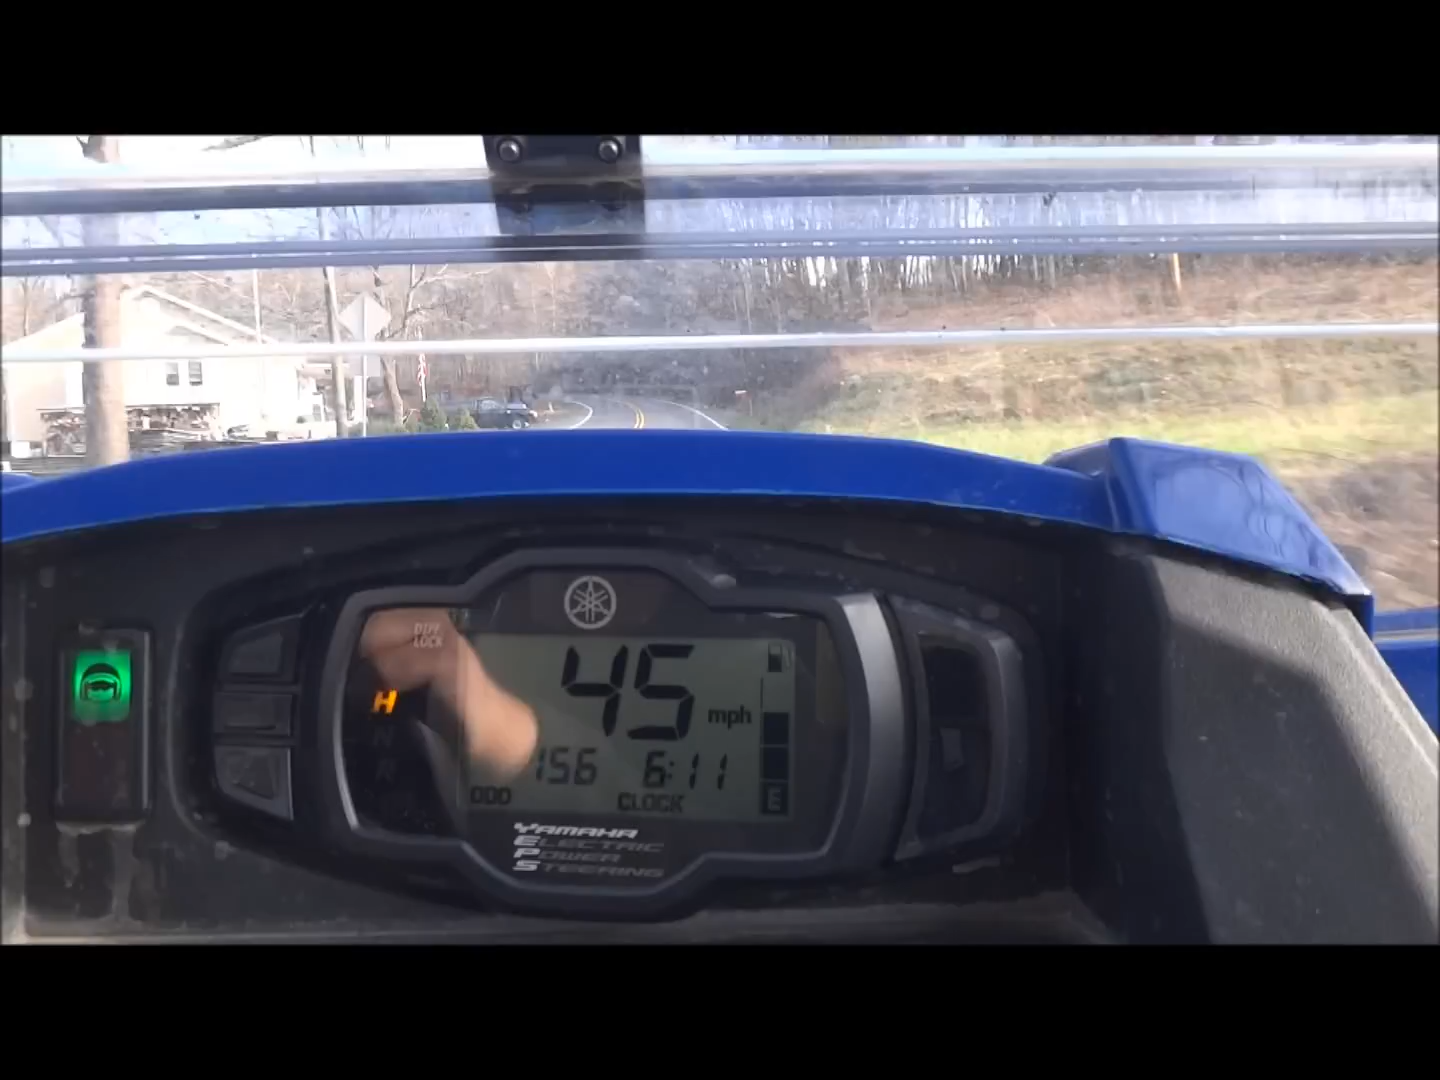 DIFF
LOCK
H
N
R
45 mph
156 6:11
ODO CLOCK
E
YAMAHA
ELECTRIC
POWER
STEERING